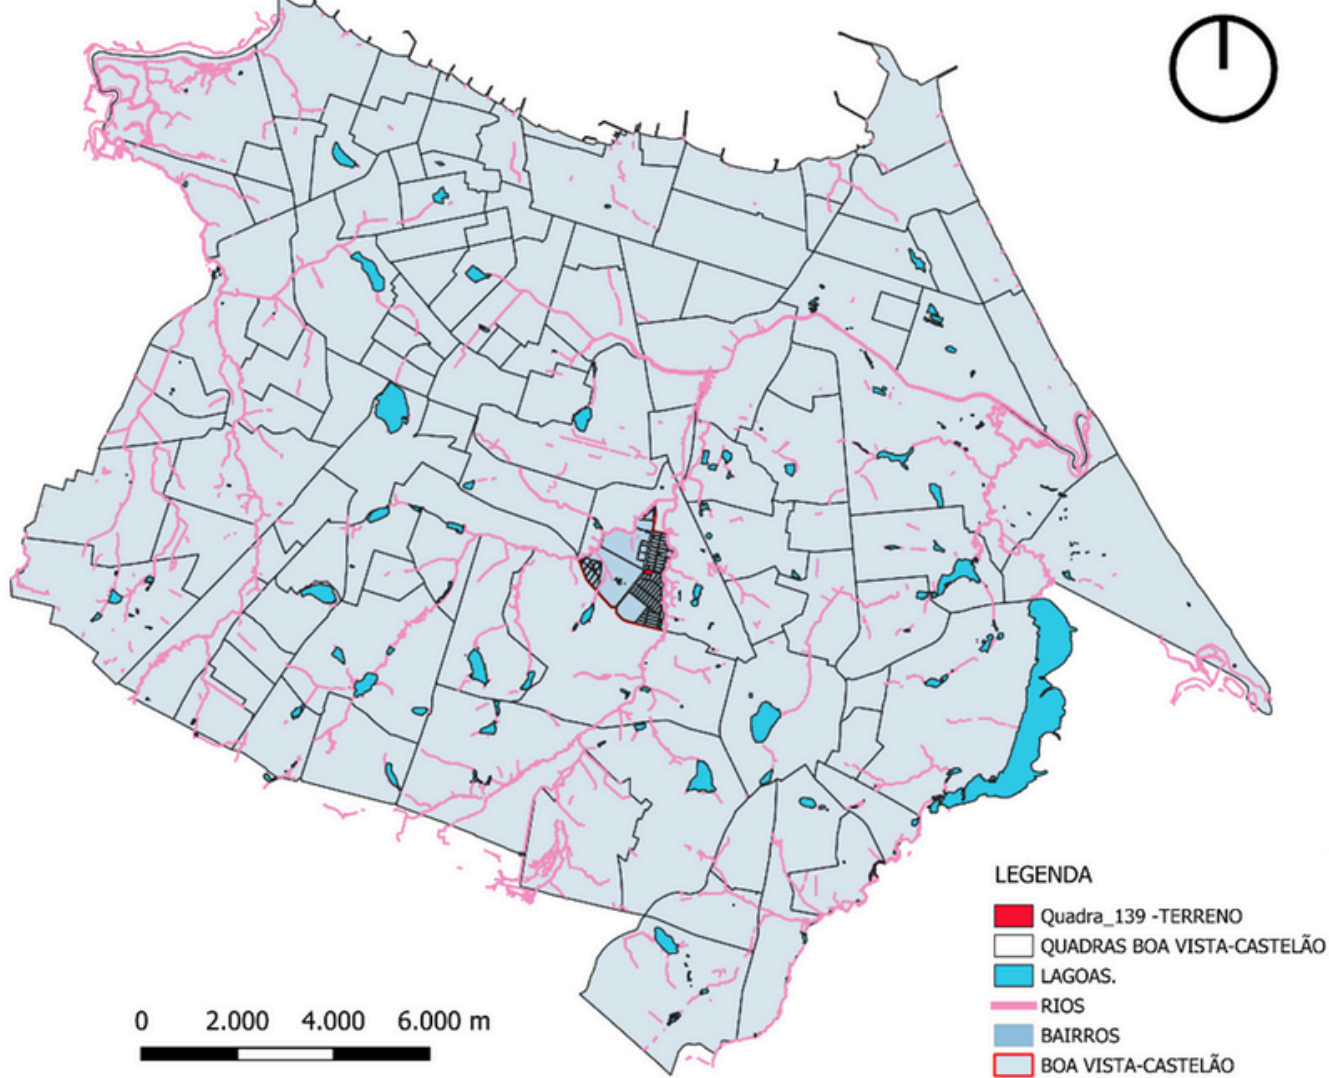 0 2.000 4.000 6.000 m
LEGENDA
Quadra_139 -TERRENO
QUADRAS BOA VISTA-CASTELÃO
LAGOAS.
RIOS
BAIRROS
BOA VISTA-CASTELÃO